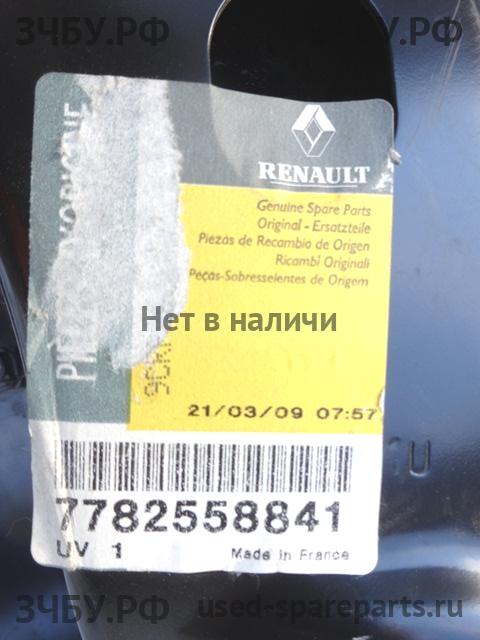 ЗЧБУ.РФ
ЗЧБУ.РФ
RENAULT
Genuine Spare Parts
Original - Ersatzteile
Piezas de Recambio de Origen
Ricambi Originali
Peças-Sobresselentes de Origem
Нет в наличи
21/03/09 07:57
1U
7782558841
UV 1
Made in France
ЗЧБУ.РФ
used-spareparts.ru